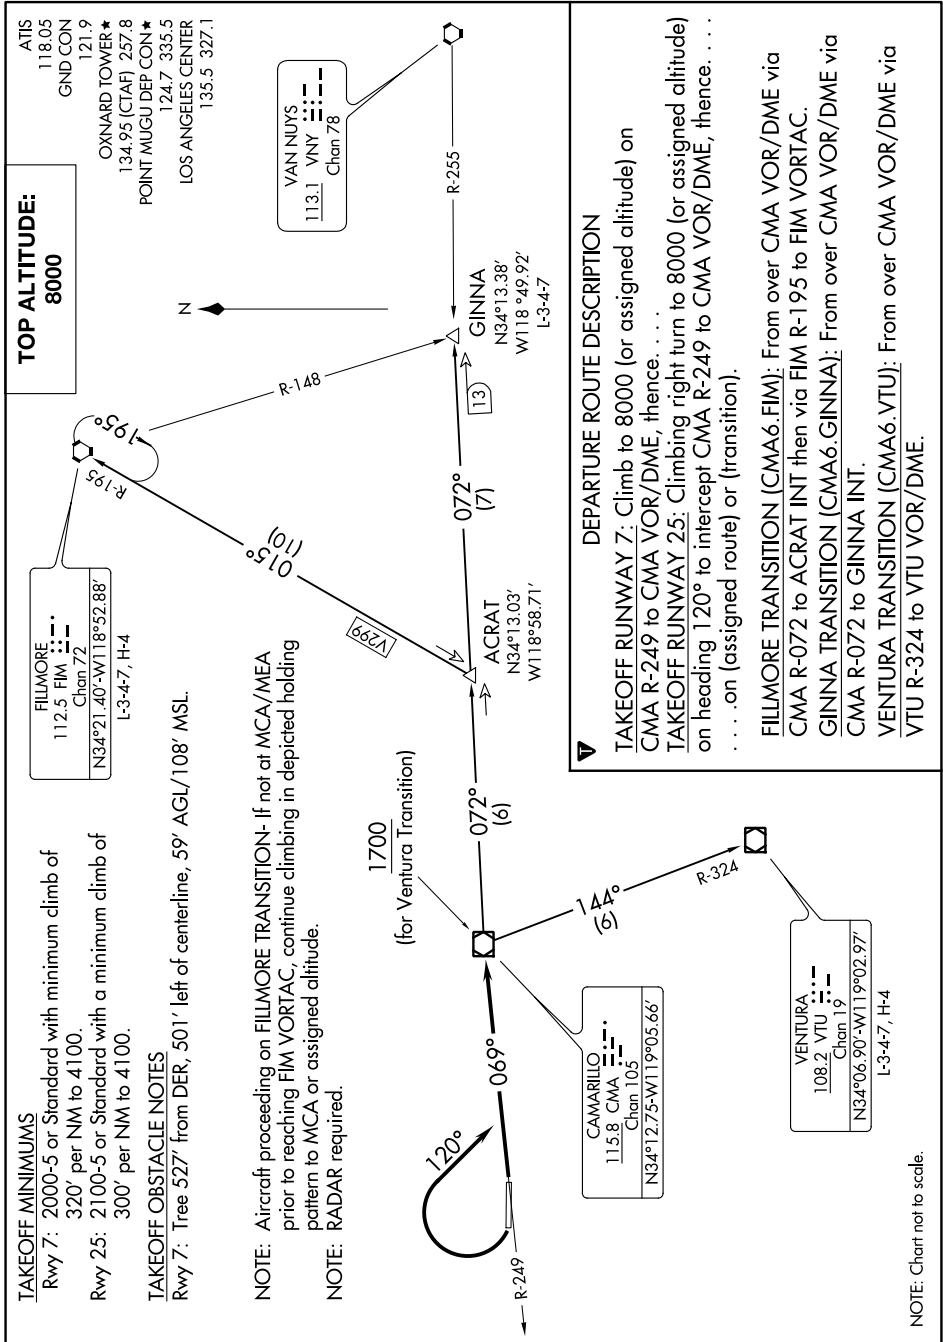 TAKEOFF MINIMUMS
Rwy 7: 2000-5 or Standard with minimum climb of
320' per NM to 4100.
Rwy 25: 2100-5 or Standard with a minimum climb of
300' per NM to 4100.
TAKEOFF OBSTACLE NOTES
Rwy 7: Tree 527' from DER, 501' left of centerline, 59' AGL/108' MSL.
NOTE: Aircraft proceeding on FILLMORE TRANSITION- If not at MCA/MEA
prior to reaching FIM VORTAC, continue climbing in depicted holding
pattern to MCA or assigned altitude.
NOTE: RADAR required.
FILLMORE
112.5 FIM
Chan 72
N34°21.40'-W118°52.88'
L-3-4-7, H-4
TOP ALTITUDE:
8000
ATIS
118.05
GND CON
121.9
OXNARD TOWER★
134.95 (CTAF) 257.8
POINT MUGU DEP CON★
124.7 335.5
LOS ANGELES CENTER
135.5 327.1
R-195
195°
N
R-148
015°
(10)
V299
VAN NUYS
113.1 VNY
Chan 78
R-255
GINNA
N34°13.38'
W118°49.92'
L-3-4-7
13
072°
(7)
ACRAT
N34°13.03'
W118°58.71'
1700
(for Ventura Transition)
072°
(6)
120°
069°
R-249
CAMARILLO
115.8 CMA
Chan 105
N34°12.75-W119°05.66'
144°
(6)
R-324
VENTURA
108.2 VTU
Chan 19
N34°06.90'-W119°02.97'
L-3-4-7, H-4
NOTE: Chart not to scale.
T
DEPARTURE ROUTE DESCRIPTION
TAKEOFF RUNWAY 7: Climb to 8000 (or assigned altitude) on
CMA R-249 to CMA VOR/DME, thence. . . .
TAKEOFF RUNWAY 25: Climbing right turn to 8000 (or assigned altitude)
on heading 120° to intercept CMA R-249 to CMA VOR/DME, thence. . . .
. . . .on (assigned route) or (transition).
FILLMORE TRANSITION (CMA6.FIM): From over CMA VOR/DME via
CMA R-072 to ACRAT INT then via FIM R-195 to FIM VORTAC.
GINNA TRANSITION (CMA6.GINNA): From over CMA VOR/DME via
CMA R-072 to GINNA INT.
VENTURA TRANSITION (CMA6.VTU): From over CMA VOR/DME via
VTU R-324 to VTU VOR/DME.